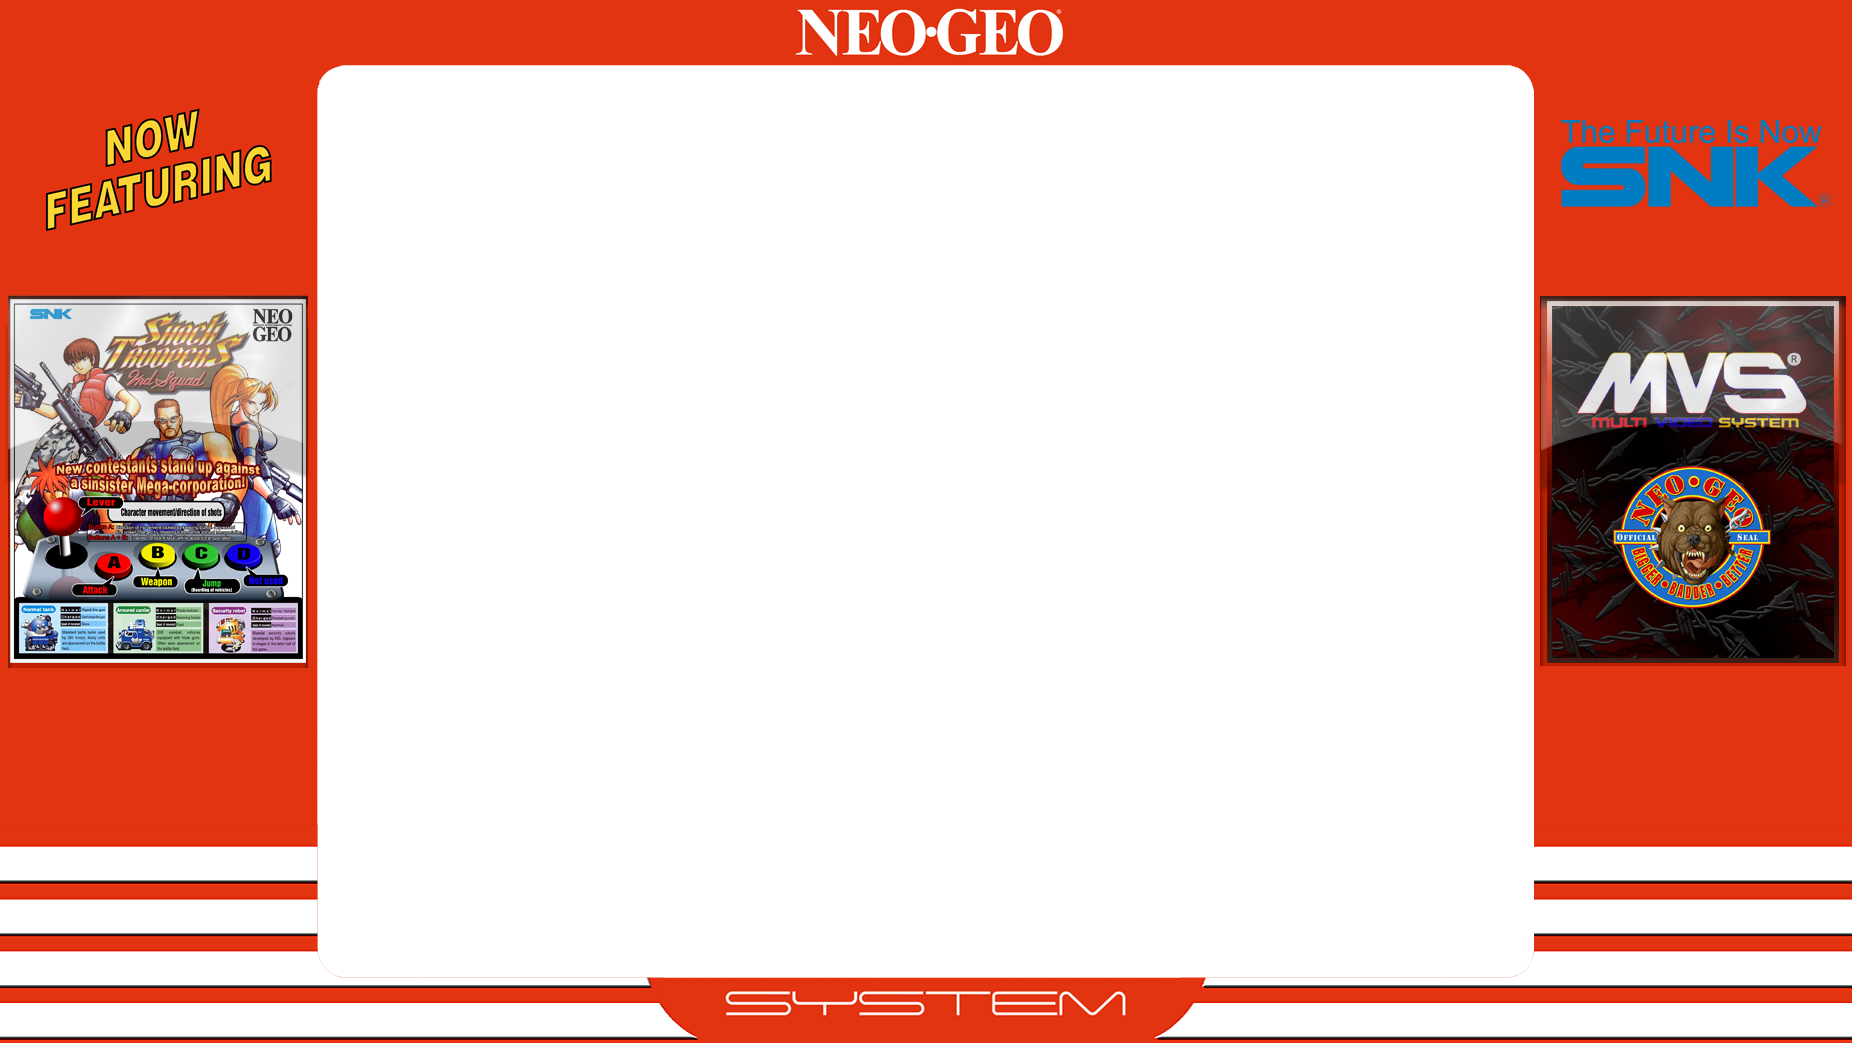 NEO•GEO®
NOW
FEATURING
SNK
NEO
GEO
SHOCK
TROOPERS
2nd Squad
New contestants stand up against
a sinsister Mega-corporation!
Lever
Character movement/direction of shots
A
B
C
D
Attack
Weapon
Jump
(Boarding of vehicles)
Not used
Normal tank
Armored carrier
Security robot
The Future Is Now
SNK®
MVS®
MULTI VIDEO SYSTEM
NEO•GEO
OFFICIAL SEAL
BIGGER•BADDER•BETTER
SYSTEM